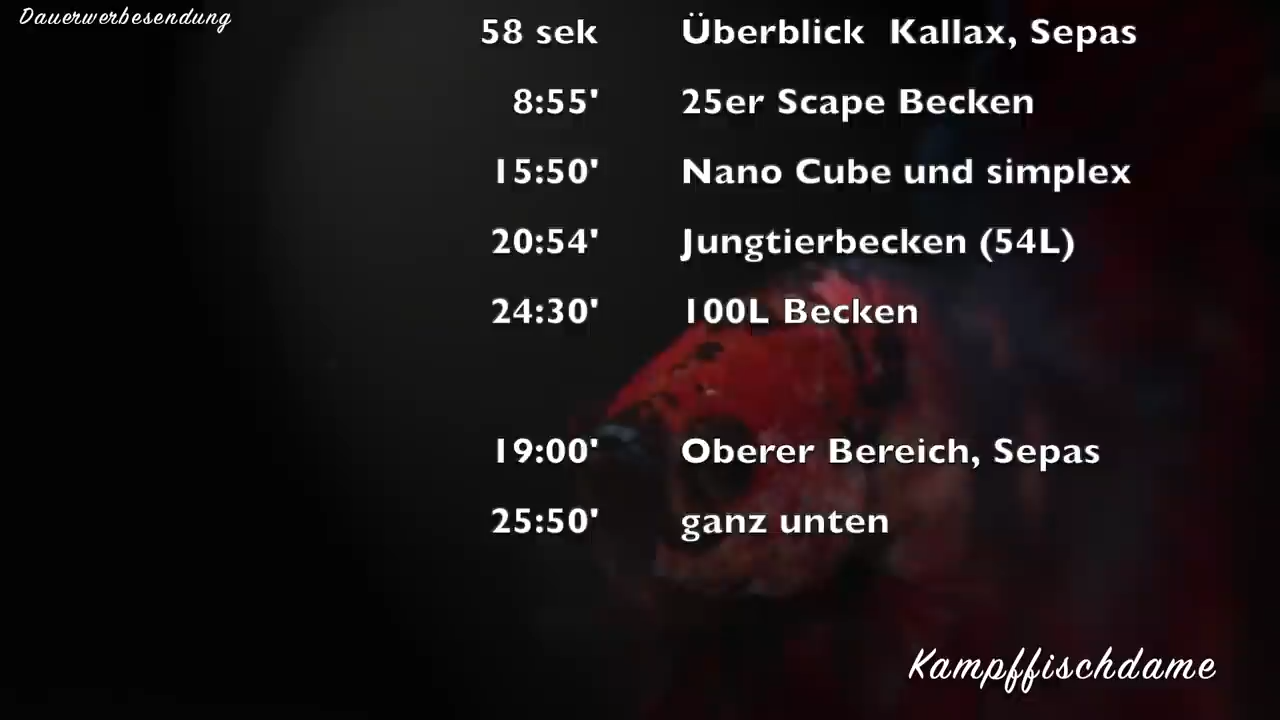 Dauerwerbesendung
58 sek Überblick Kallax, Sepas
8:55' 25er Scape Becken
15:50' Nano Cube und simplex
20:54' Jungtierbecken (54L)
24:30' 100L Becken
19:00' Oberer Bereich, Sepas
25:50' ganz unten
Kampffischdame